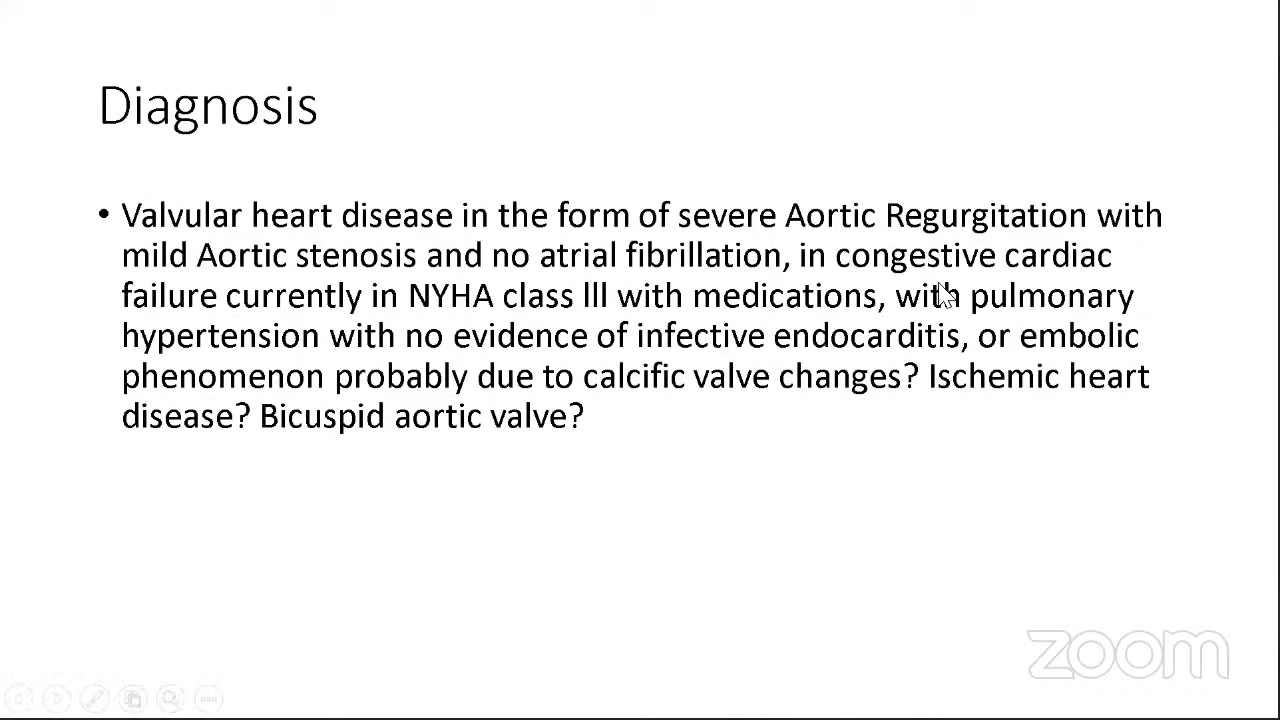 Diagnosis
• Valvular heart disease in the form of severe Aortic Regurgitation with
mild Aortic stenosis and no atrial fibrillation, in congestive cardiac
failure currently in NYHA class lll with medications, with pulmonary
hypertension with no evidence of infective endocarditis, or embolic
phenomenon probably due to calcific valve changes? Ischemic heart
disease? Bicuspid aortic valve?
zoom